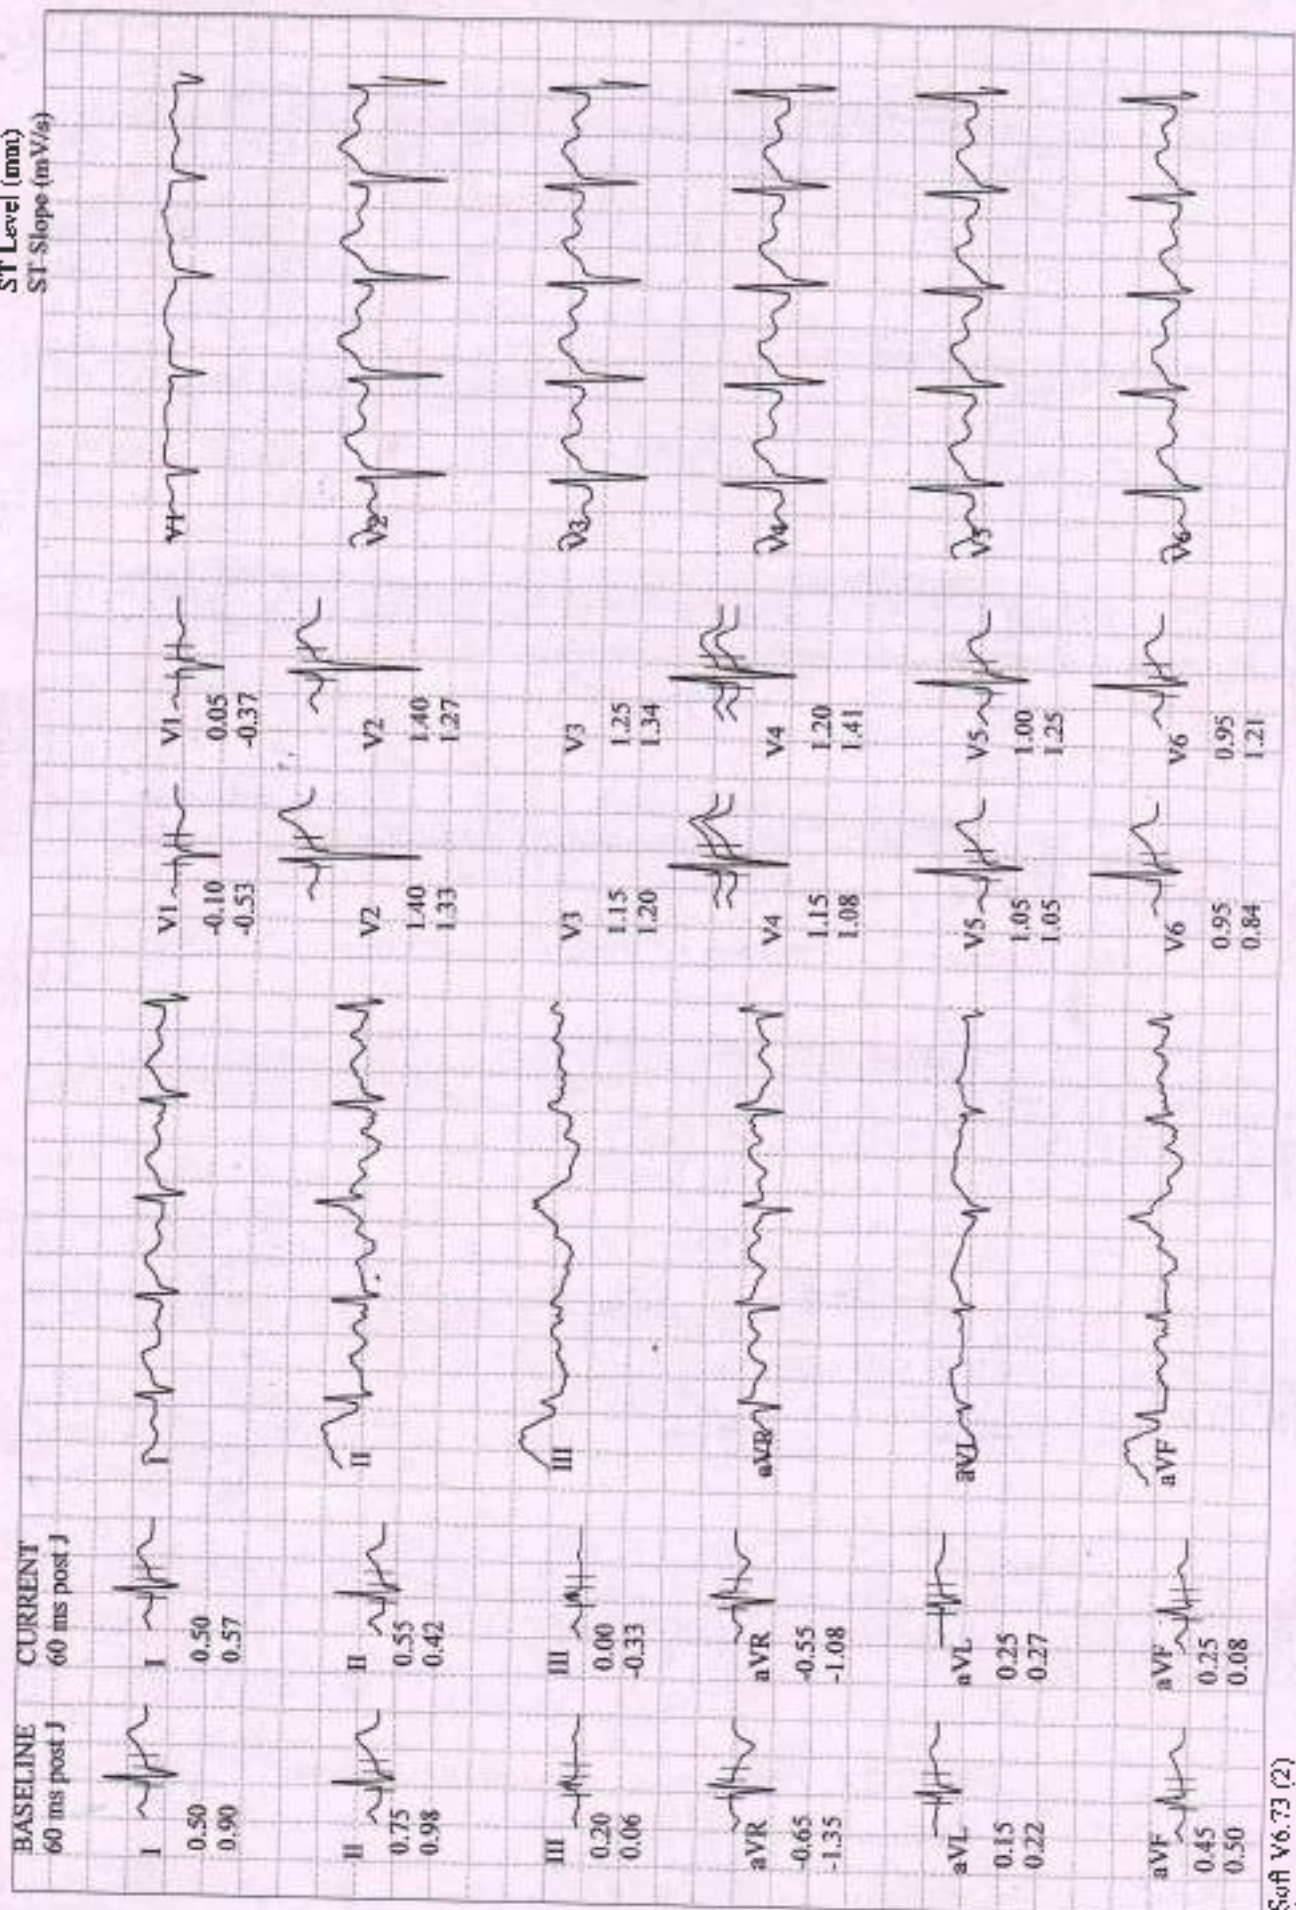 ST Level (mm)
ST Slope (mV/s)
BASELINE
60 ms post J
CURRENT
60 ms post J
I
0.50
0.90
I
0.50
0.57
I
V1
-0.10
-0.53
V1
0.05
-0.37
V1
II
0.75
0.98
II
0.55
0.42
II
V2
1.40
1.33
V2
1.40
1.27
V2
III
0.20
0.06
III
0.00
-0.33
III
V3
1.15
1.20
V3
1.25
1.34
V3
aVR
-0.65
-1.35
aVR
-0.55
-1.08
aVR
V4
1.15
1.08
V4
1.20
1.41
V4
aVL
0.15
0.22
aVL
0.25
0.27
aVL
V5
1.05
1.05
V5
1.00
1.25
V5
aVF
0.45
0.50
aVF
0.25
0.08
aVF
V6
0.95
0.84
V6
0.95
1.21
V6
Soft V6.73 (2)